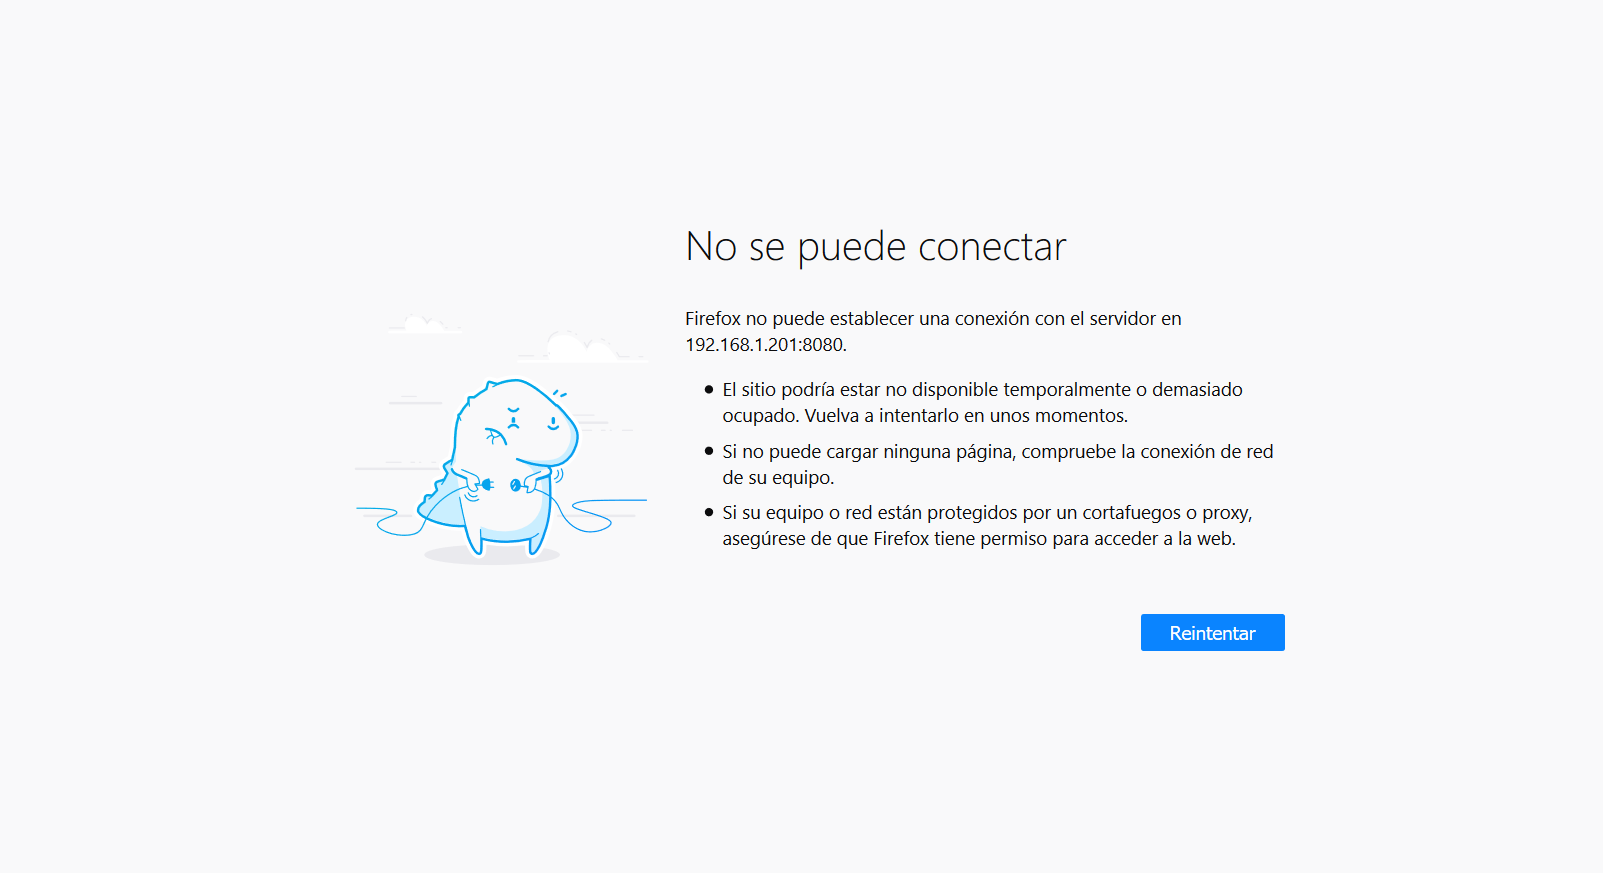 No se puede conectar
Firefox no puede establecer una conexión con el servidor en
192.168.1.201:8080.
● El sitio podría estar no disponible temporalmente o demasiado
ocupado. Vuelva a intentarlo en unos momentos.
● Si no puede cargar ninguna página, compruebe la conexión de red
de su equipo.
● Si su equipo o red están protegidos por un cortafuegos o proxy,
asegúrese de que Firefox tiene permiso para acceder a la web.
Reintentar